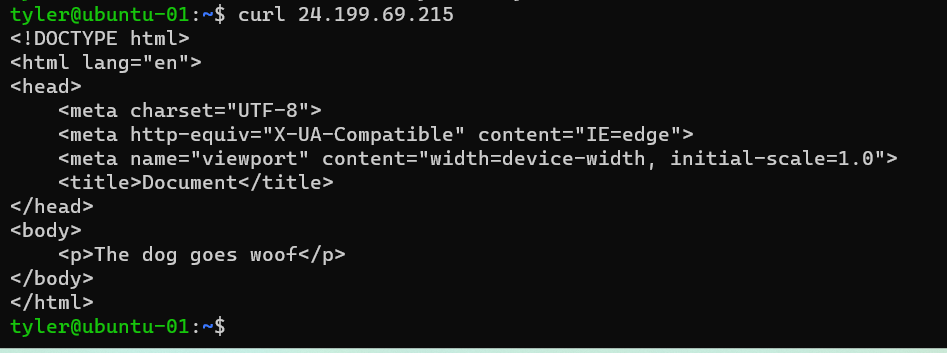 tyler@ubuntu-01:~$ curl 24.199.69.215
<!DOCTYPE html>
<html lang="en">
<head>
    <meta charset="UTF-8">
    <meta http-equiv="X-UA-Compatible" content="IE=edge">
    <meta name="viewport" content="width=device-width, initial-scale=1.0">
    <title>Document</title>
</head>
<body>
    <p>The dog goes woof</p>
</body>
</html>
tyler@ubuntu-01:~$